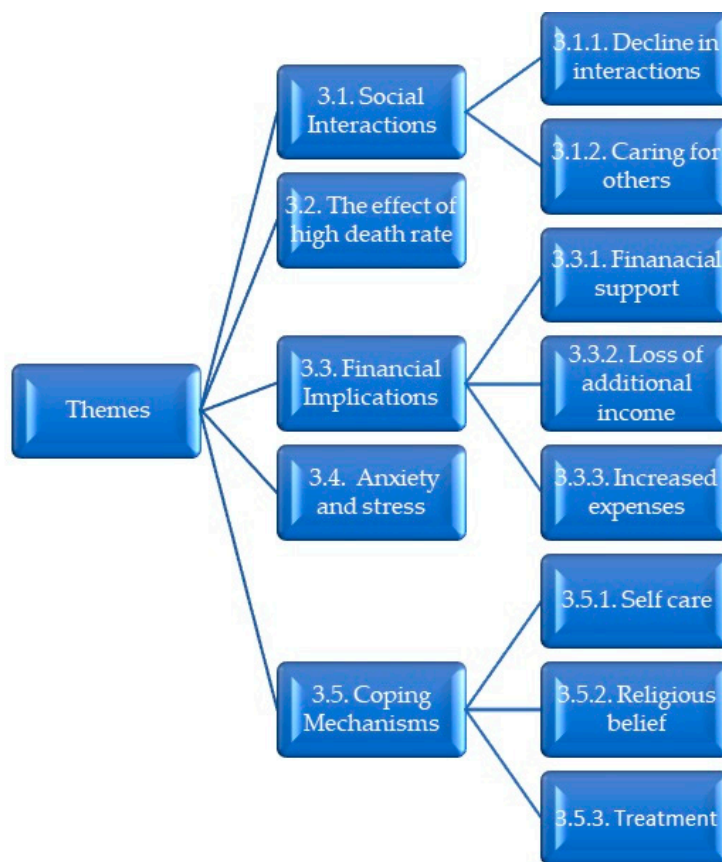 Themes
3.1. Social
Interactions
3.1.1. Decline in
interactions
3.1.2. Caring for
others
3.2. The effect of
high death rate
3.3. Financial
Implications
3.3.1. Finanacial
support
3.3.2. Loss of
additional
income
3.3.3. Increased
expenses
3.4. Anxiety
and stress
3.5. Coping
Mechanisms
3.5.1. Self care
3.5.2. Religious
belief
3.5.3. Treatment